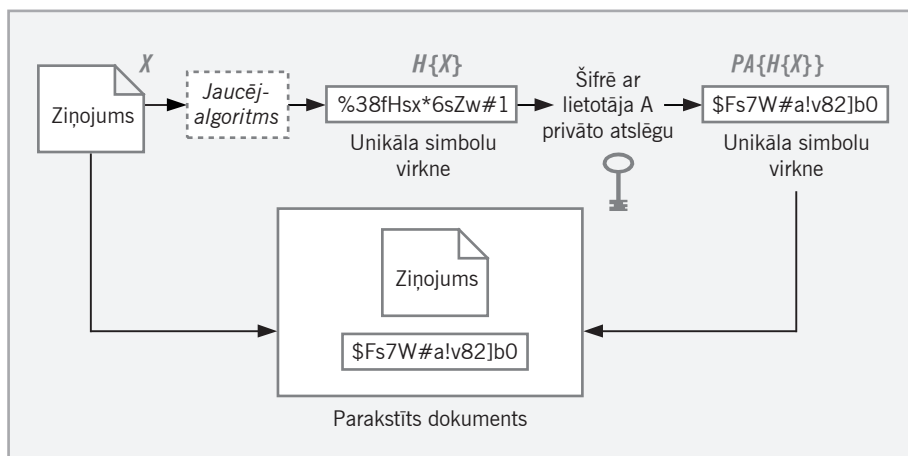 X
Ziņojums
Jaucēj-
algoritms
H{X}
%38fHsx*6sZw#1
Unikāla simbolu
virkne
Šifrē ar
lietotāja A
privāto atslēgu
PA{H{X}}
$Fs7W#a!v82]b0
Unikāla simbolu
virkne
Ziņojums
$Fs7W#a!v82]b0
Parakstīts dokuments